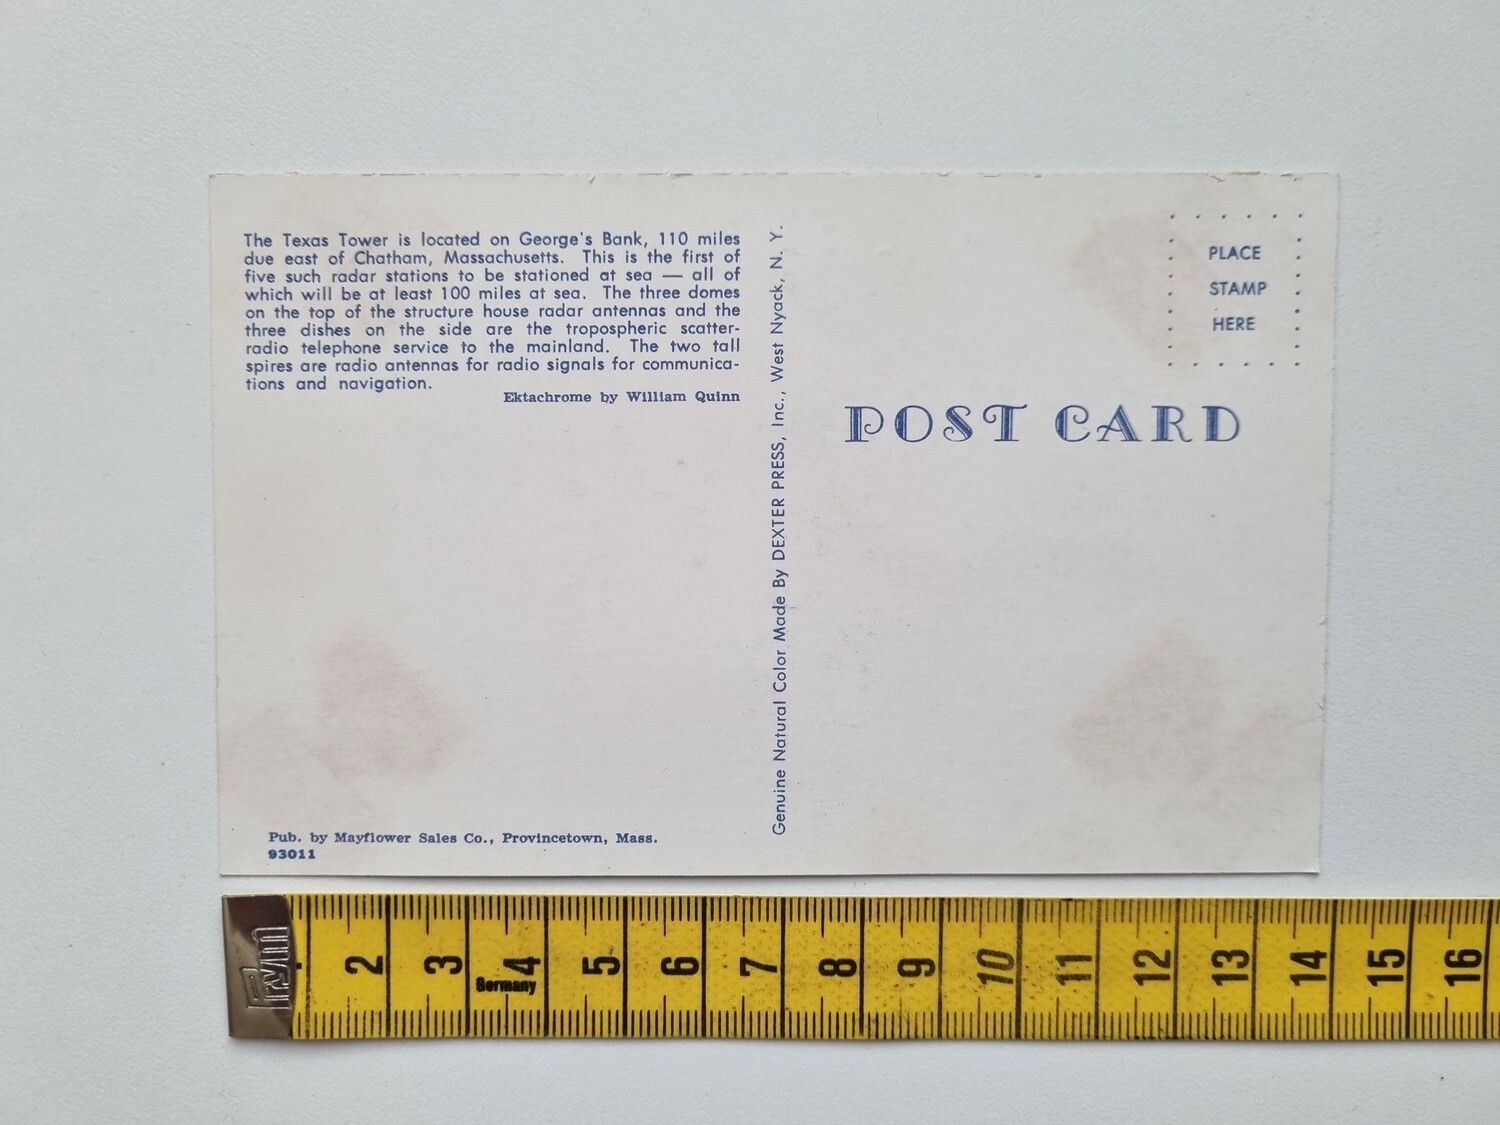 The Texas Tower is located on George's Bank, 110 miles
due east of Chatham, Massachusetts. This is the first of
five such radar stations to be stationed at sea — all of
which will be at least 100 miles at sea. The three domes
on the top of the structure house radar antennas and the
three dishes on the side are the tropospheric scatter-
radio telephone service to the mainland. The two tall
spires are radio antennas for radio signals for communica-
tions and navigation.
Ektachrome by William Quinn
Pub. by Mayflower Sales Co., Provincetown, Mass.
93011
Genuine Natural Color Made By DEXTER PRESS, Inc., West Nyack, N. Y.
PLACE
STAMP
HERE
POST CARD
Prym
2 3 4 5 6 7 8 9 10 11 12 13 14 15 16
Germany